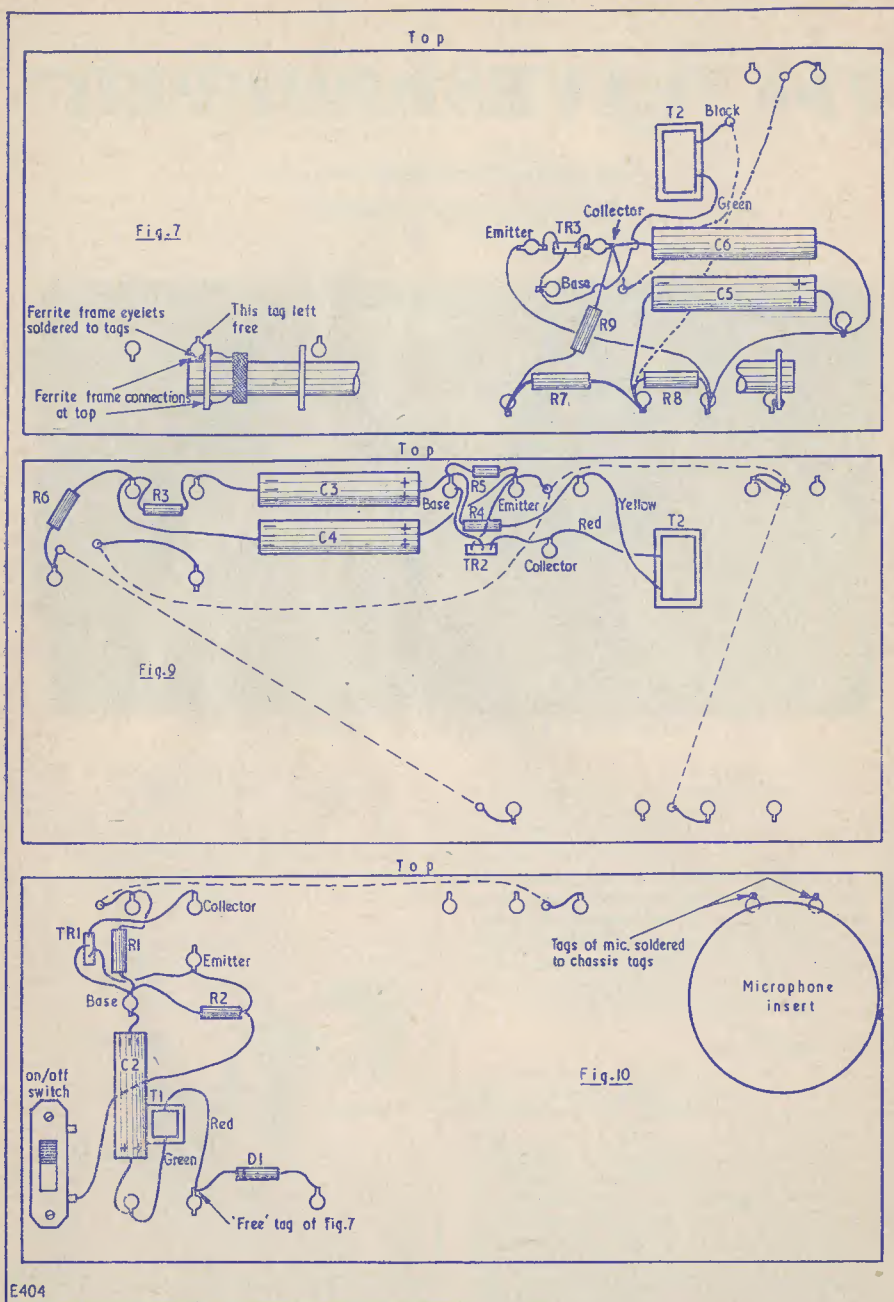 Top
T2
Black
Green
Fig.7
Collector
Emitter
TR3
C6
Base
- C5 +
- +
R9
Ferrite frame eyelets
soldered to tags
This tag left
free
Ferrite frame connections
at top
R7
R8
Top
R6
R3
- C3 +
- +
R5
Base
Emitter
R4
Yellow
T2
- C4 +
- +
Red
TR2
Collector
Fig.9
Top
Collector
TR1
R1
Emitter
Base
R2
Tags of mic. soldered
to chassis tags
Microphone
insert
C2
on/off
switch
T1
Red
Fig.10
Green
D1
'Free' tag of fig.7
E404